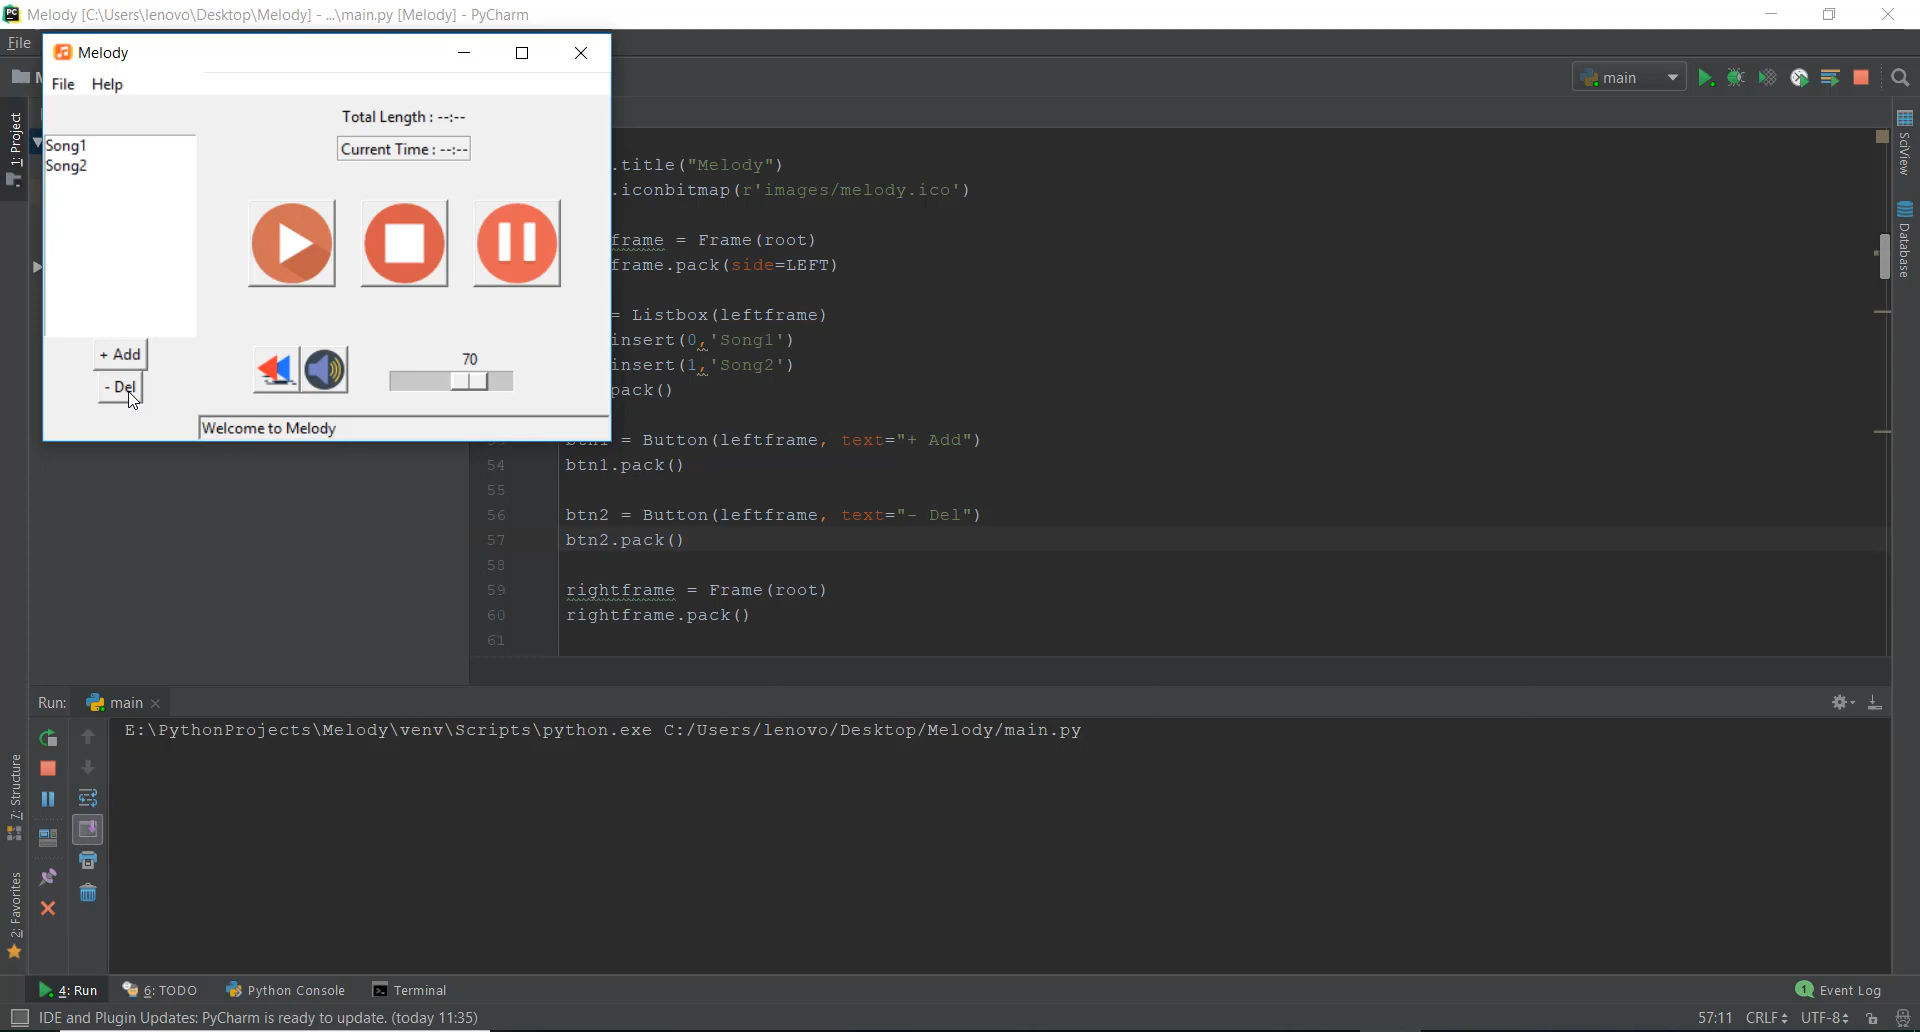 Melody [C:\Users\lenovo\Desktop\Melody] - ...\main.py [Melody] - PyCharm
File
Melody
File Help
main
Total Length : --:--
Current Time : --:--
Song1
Song2
+ Add
- Del
70
Welcome to Melody
1: Project
SciView
Database
.title("Melody")
.iconbitmap(r'images/melody.ico')
frame = Frame(root)
frame.pack(side=LEFT)
= Listbox(leftframe)
insert(0,'Song1')
insert(1,'Song2')
pack()
= Button(leftframe, text="+ Add")
54 btn1.pack()
55
56 btn2 = Button(leftframe, text="- Del")
57 btn2.pack()
58
59 rightframe = Frame(root)
60 rightframe.pack()
61
Run: main
E:\PythonProjects\Melody\venv\Scripts\python.exe C:/Users/lenovo/Desktop/Melody/main.py
7: Structure
2: Favorites
4: Run 6: TODO Python Console Terminal 1 Event Log
IDE and Plugin Updates: PyCharm is ready to update. (today 11:35) 57:11 CRLF UTF-8